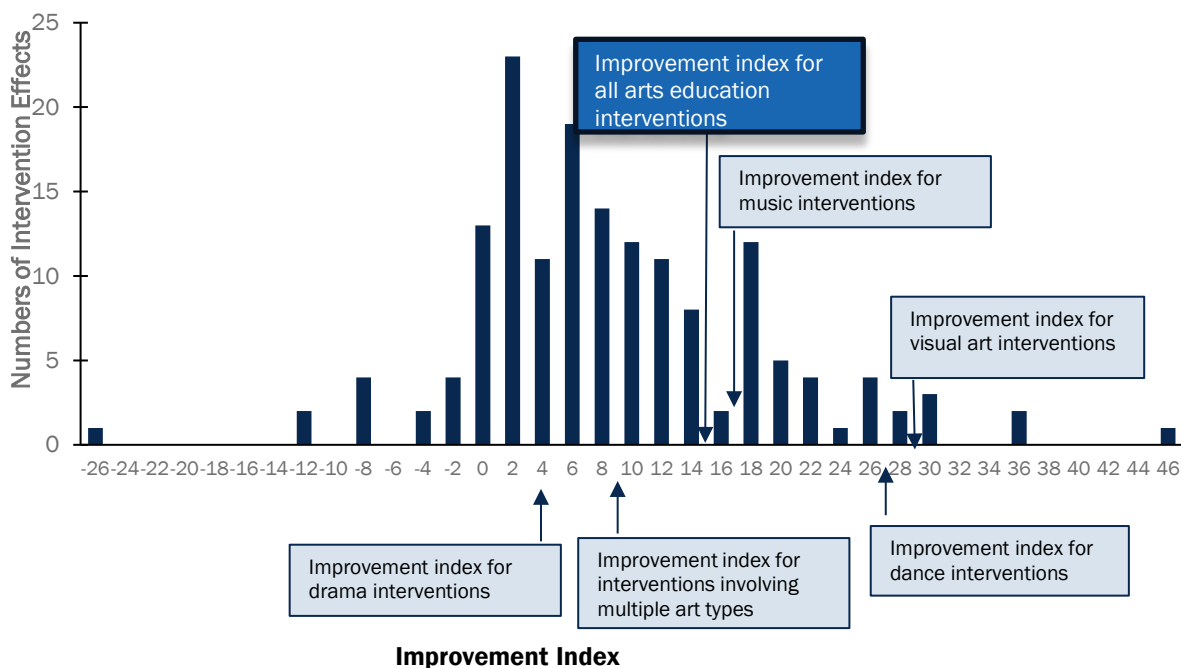 25
20
15
10
5
0
Numbers of Intervention Effects
Improvement index for
all arts education
interventions
Improvement index for
music interventions
Improvement index for
visual art interventions
-26 -24 -22 -20 -18 -16 -14 -12 -10 -8 -6 -4 -2 0 2 4 6 8 10 12 14 16 18 20 22 24 26 28 30 32 34 36 38 40 42 44 46
Improvement index for
drama interventions
Improvement index for
interventions involving
multiple art types
Improvement index for
dance interventions
Improvement Index